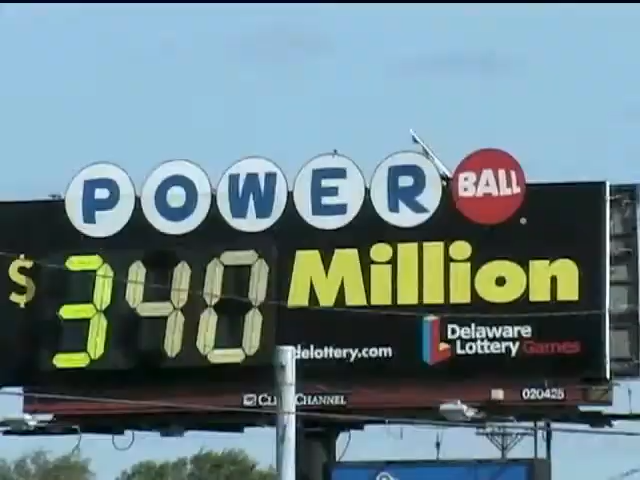 POWER BALL
$340 Million
delottery.com
Delaware
Lottery Games
CLEAR CHANNEL
020425